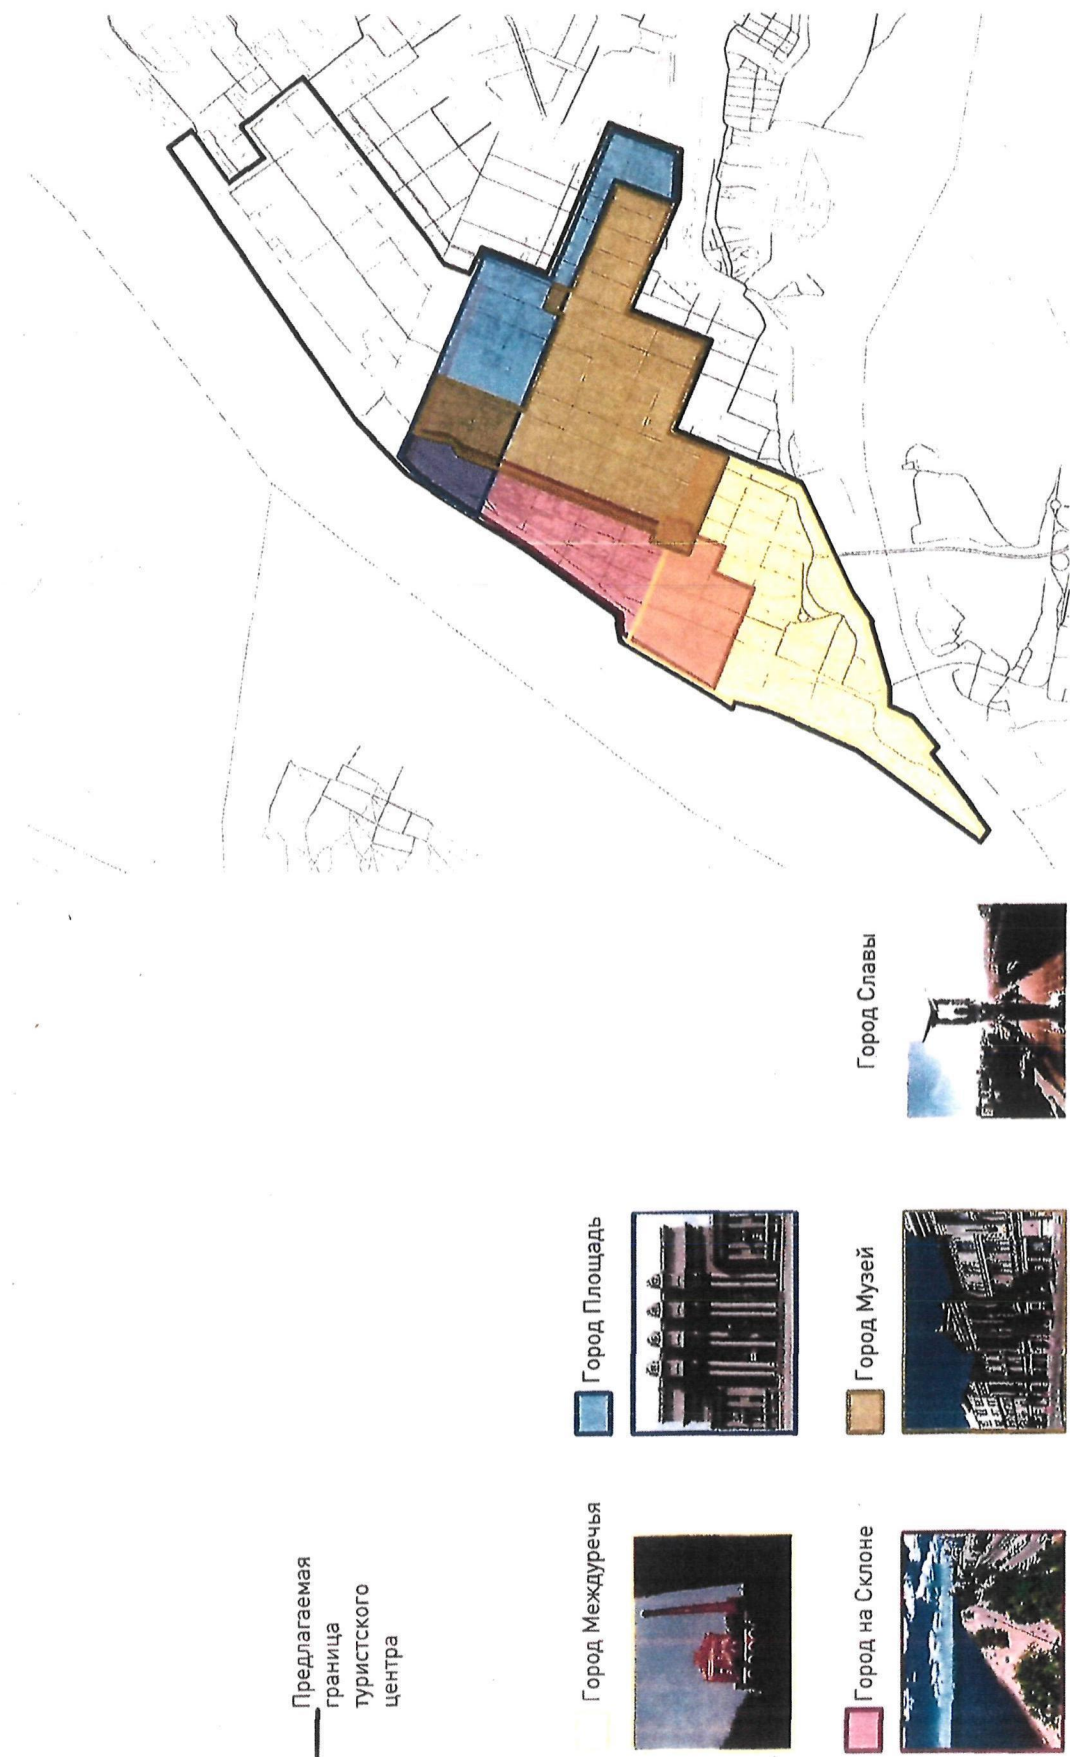 Предлагаемая
граница
туристского
центра
Город Междуречья
Город Площадь
Город на Склоне
Город Музей
Город Славы